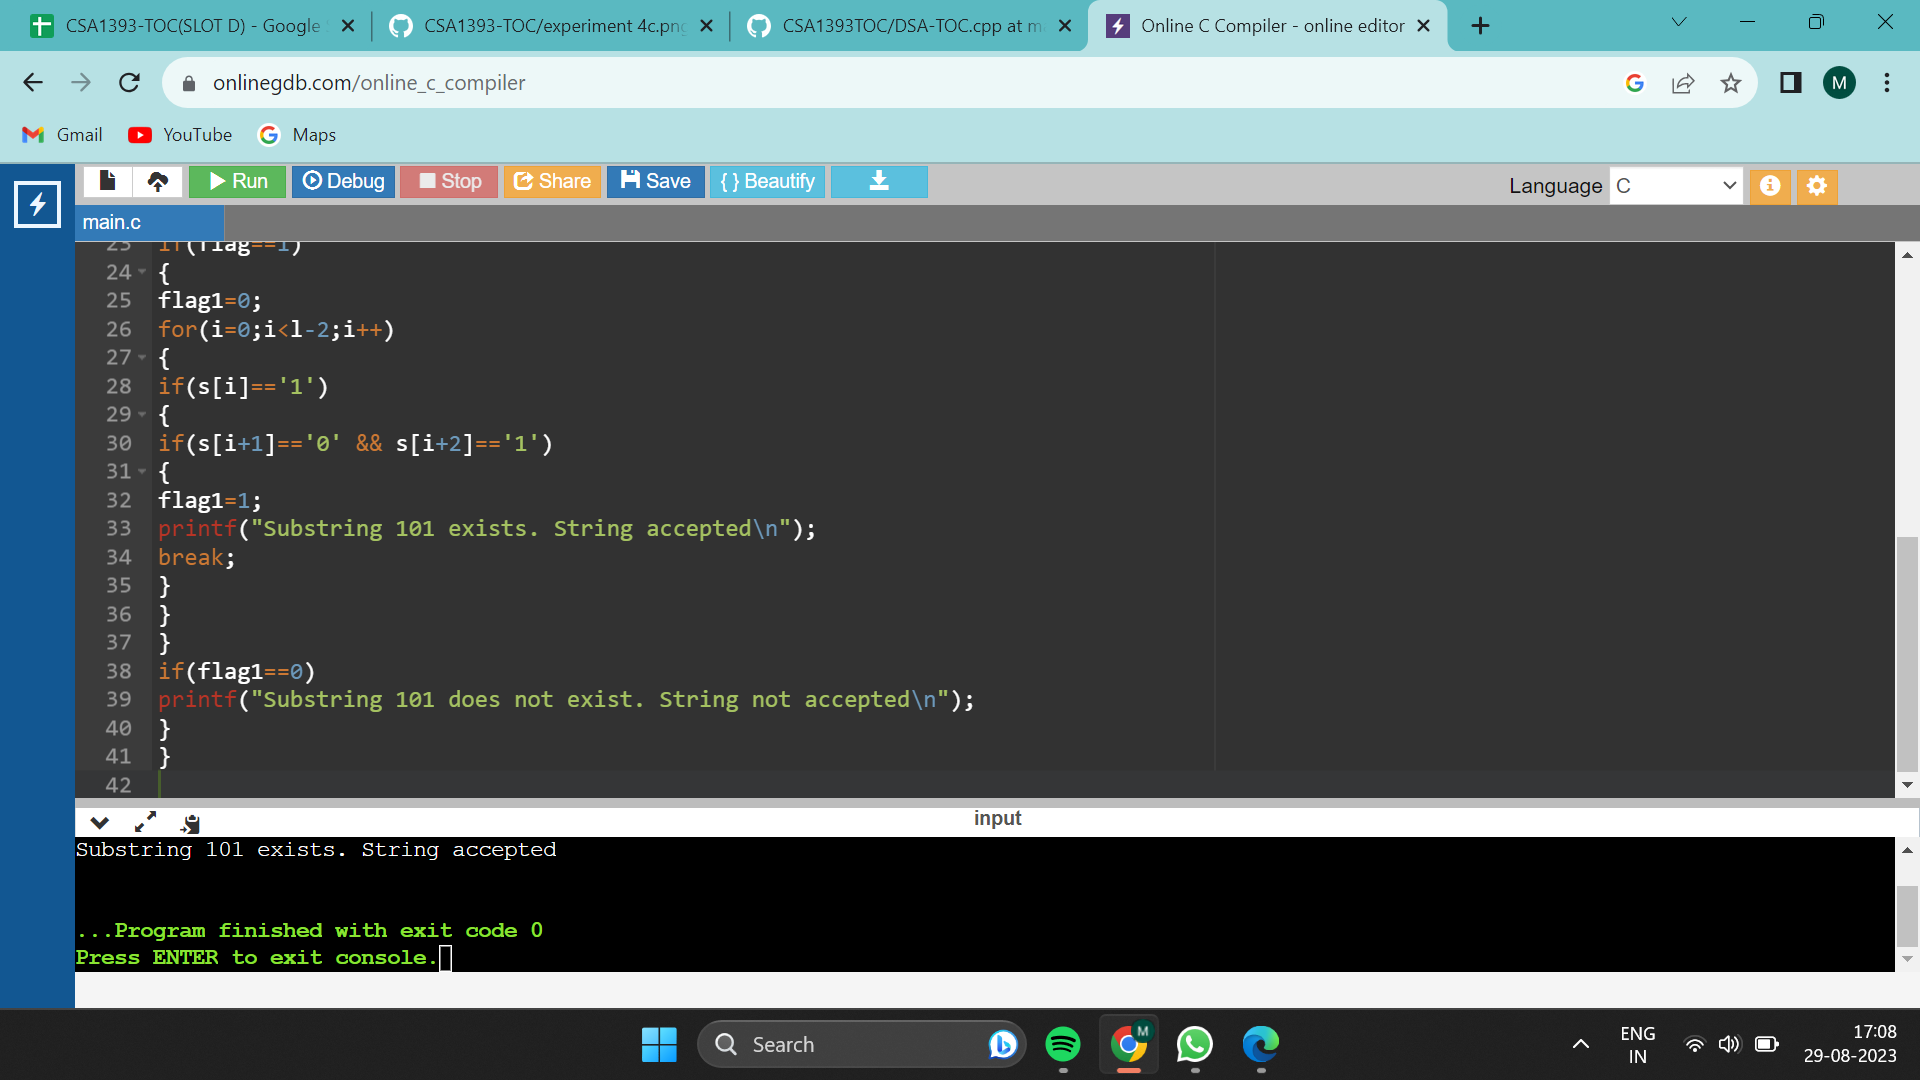 CSA1393-TOC(SLOT D) - Google
CSA1393-TOC/experiment 4c.png
CSA1393TOC/DSA-TOC.cpp at m
Online C Compiler - online editor
onlinegdb.com/online_c_compiler
M
Gmail
YouTube
Maps
Run
Debug
Stop
Share
Save
{ } Beautify
Language
C
main.c
23 if(flag==1)
24 {
25 flag1=0;
26 for(i=0;i<l-2;i++)
27 {
28 if(s[i]=='1')
29 {
30 if(s[i+1]=='0' && s[i+2]=='1')
31 {
32 flag1=1;
33 printf("Substring 101 exists. String accepted\n");
34 break;
35 }
36 }
37 }
38 if(flag1==0)
39 printf("Substring 101 does not exist. String not accepted\n");
40 }
41 }
42
input
Substring 101 exists. String accepted
...Program finished with exit code 0
Press ENTER to exit console.
Search
M
ENG
IN
17:08
29-08-2023